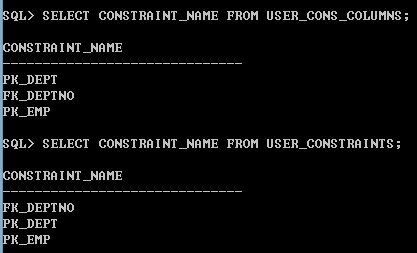 SQL> SELECT CONSTRAINT_NAME FROM USER_CONS_COLUMNS;
CONSTRAINT_NAME
------------------------------
PK_DEPT
FK_DEPTNO
PK_EMP
SQL> SELECT CONSTRAINT_NAME FROM USER_CONSTRAINTS;
CONSTRAINT_NAME
------------------------------
FK_DEPTNO
PK_DEPT
PK_EMP